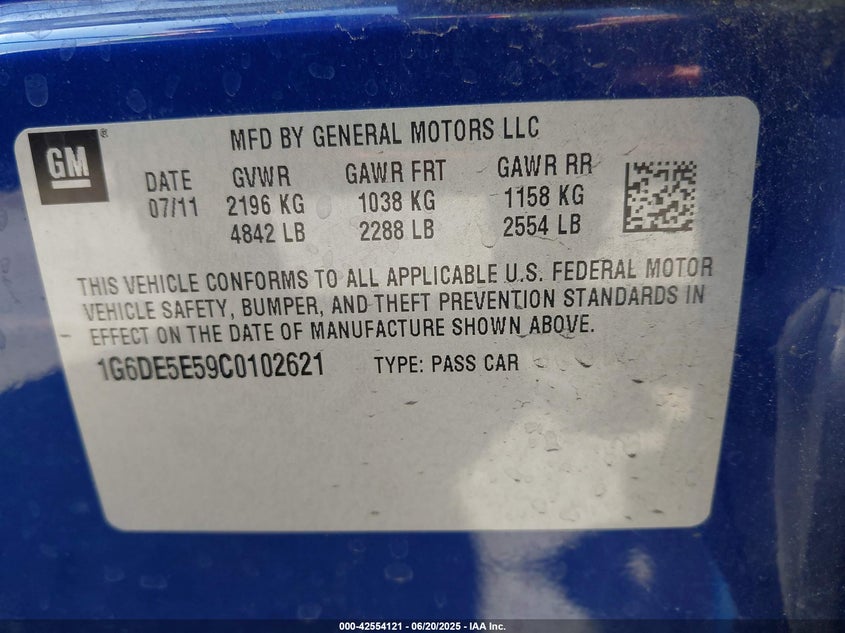 GM®
MFD BY GENERAL MOTORS LLC
DATE GVWR GAWR FRT GAWR RR
07/11 2196 KG 1038 KG 1158 KG
4842 LB 2288 LB 2554 LB
THIS VEHICLE CONFORMS TO ALL APPLICABLE U.S. FEDERAL MOTOR
VEHICLE SAFETY, BUMPER, AND THEFT PREVENTION STANDARDS IN
EFFECT ON THE DATE OF MANUFACTURE SHOWN ABOVE.
1G6DE5E59C0102621 TYPE: PASS CAR
000-42554121 - 06/20/2025 - IAA Inc.